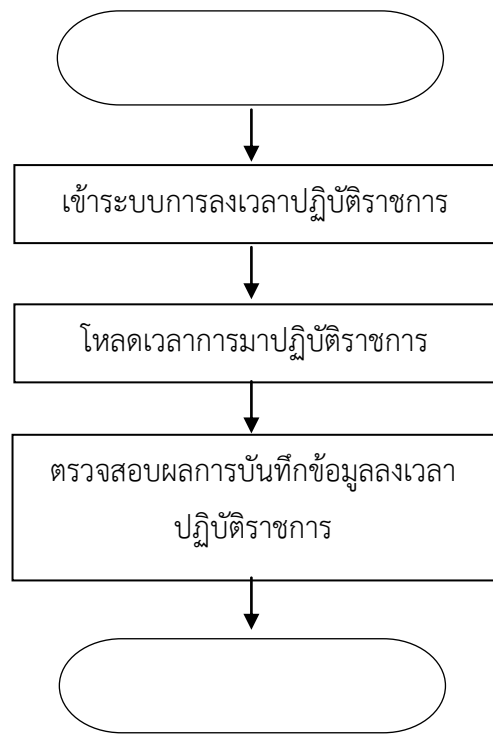 เข้าระบบการลงเวลาปฏิบัติราชการ
โหลดเวลาการมาปฏิบัติราชการ
ตรวจสอบผลการบันทึกข้อมูลลงเวลา
ปฏิบัติราชการ